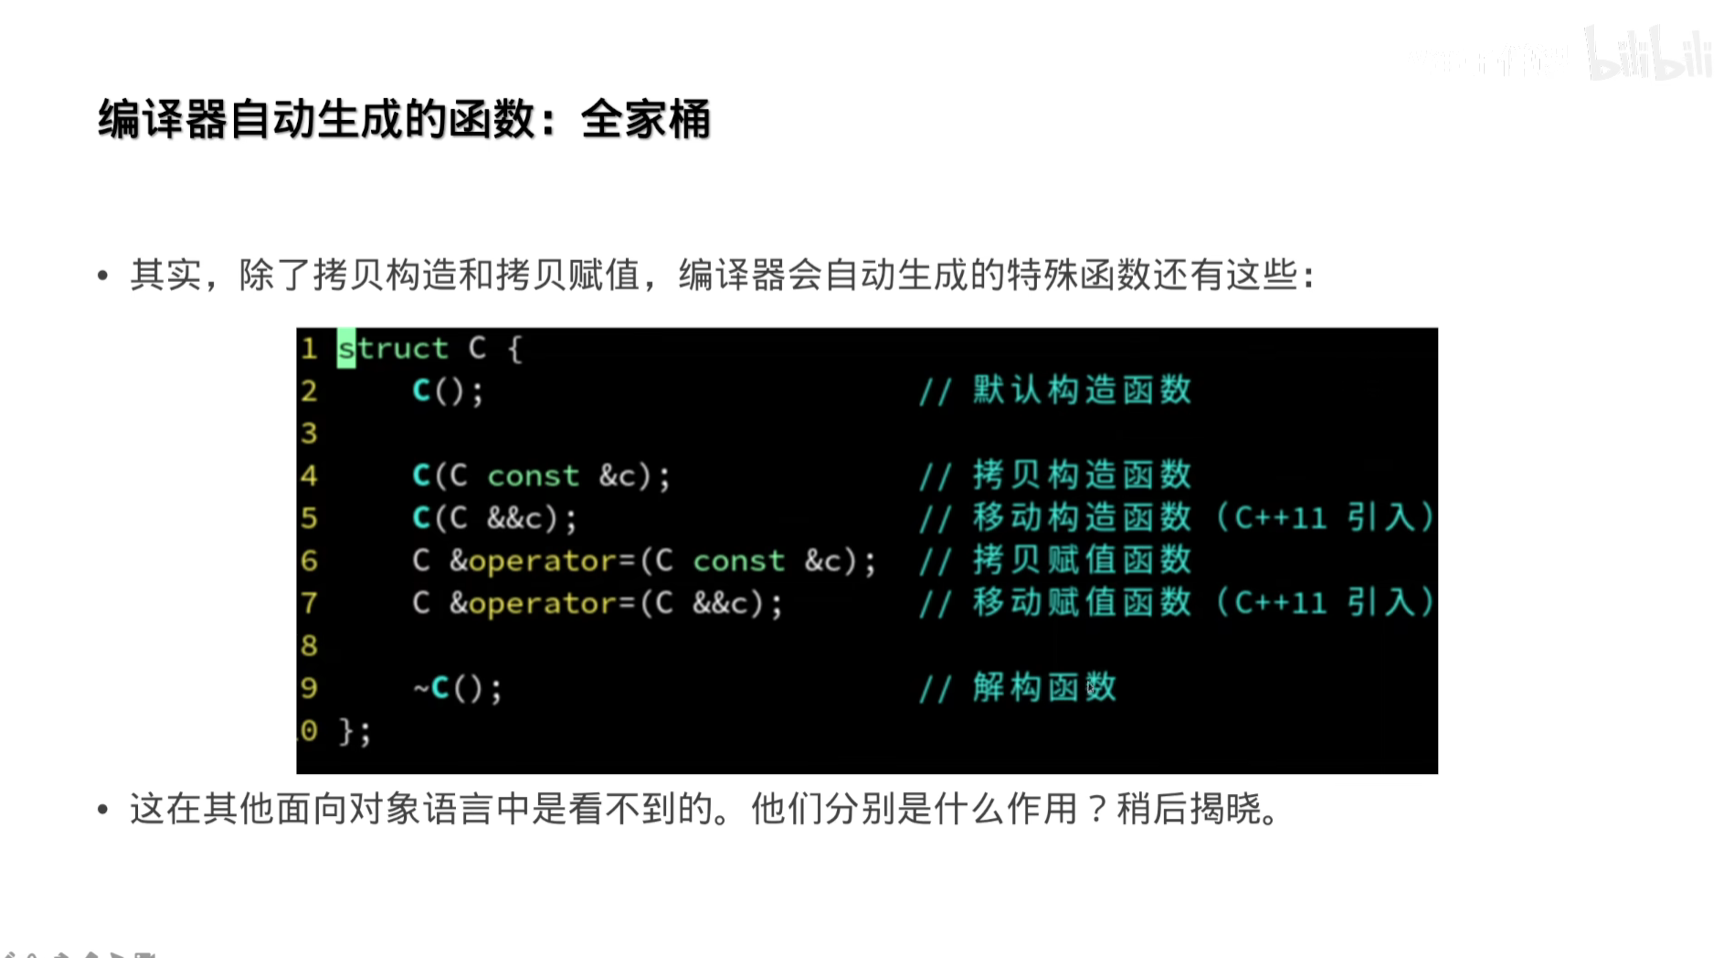 bilibili
编译器自动生成的函数：全家桶
• 其实，除了拷贝构造和拷贝赋值，编译器会自动生成的特殊函数还有这些：
1 struct C {
2     C();                       // 默认构造函数
3
4     C(C const &c);             // 拷贝构造函数
5     C(C &&c);                  // 移动构造函数（C++11 引入）
6     C &operator=(C const &c);  // 拷贝赋值函数
7     C &operator=(C &&c);       // 移动赋值函数（C++11 引入）
8
9     ~C();                      // 解构函数
10 };
• 这在其他面向对象语言中是看不到的。他们分别是什么作用？稍后揭晓。